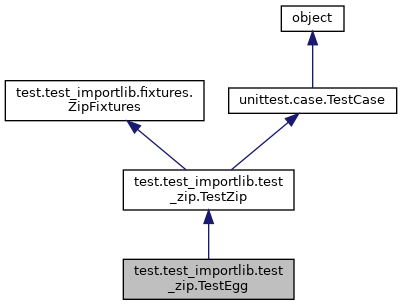 object
test.test_importlib.fixtures.
ZipFixtures
unittest.case.TestCase
test.test_importlib.test
_zip.TestZip
test.test_importlib.test
_zip.TestEgg